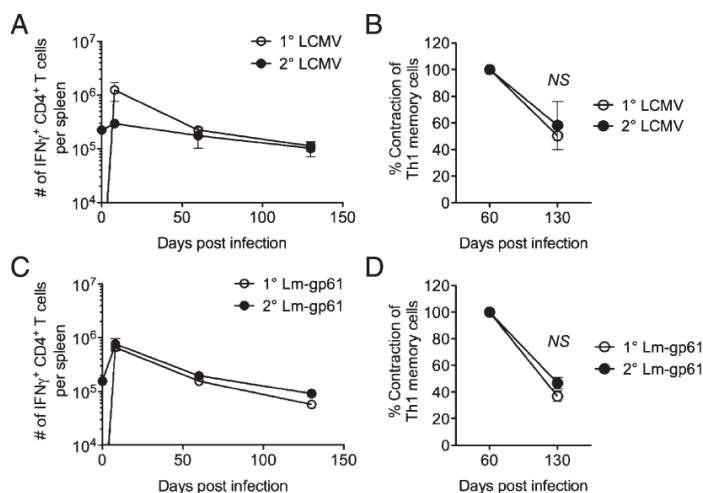 A
# of IFNγ⁺ CD4⁺ T cells
per spleen
10⁷
10⁶
10⁵
10⁴
1° LCMV
2° LCMV
0 50 100 150
Days post infection
B
% Contraction of
Th1 memory cells
120
100
80
60
40
20
0
NS
1° LCMV
2° LCMV
60 130
Days post infection
C
# of IFNγ⁺ CD4⁺ T cells
per spleen
10⁷
10⁶
10⁵
10⁴
1° Lm-gp61
2° Lm-gp61
0 50 100 150
Days post infection
D
% Contraction of
Th1 memory cells
120
100
80
60
40
20
0
NS
1° Lm-gp61
2° Lm-gp61
60 130
Days post infection